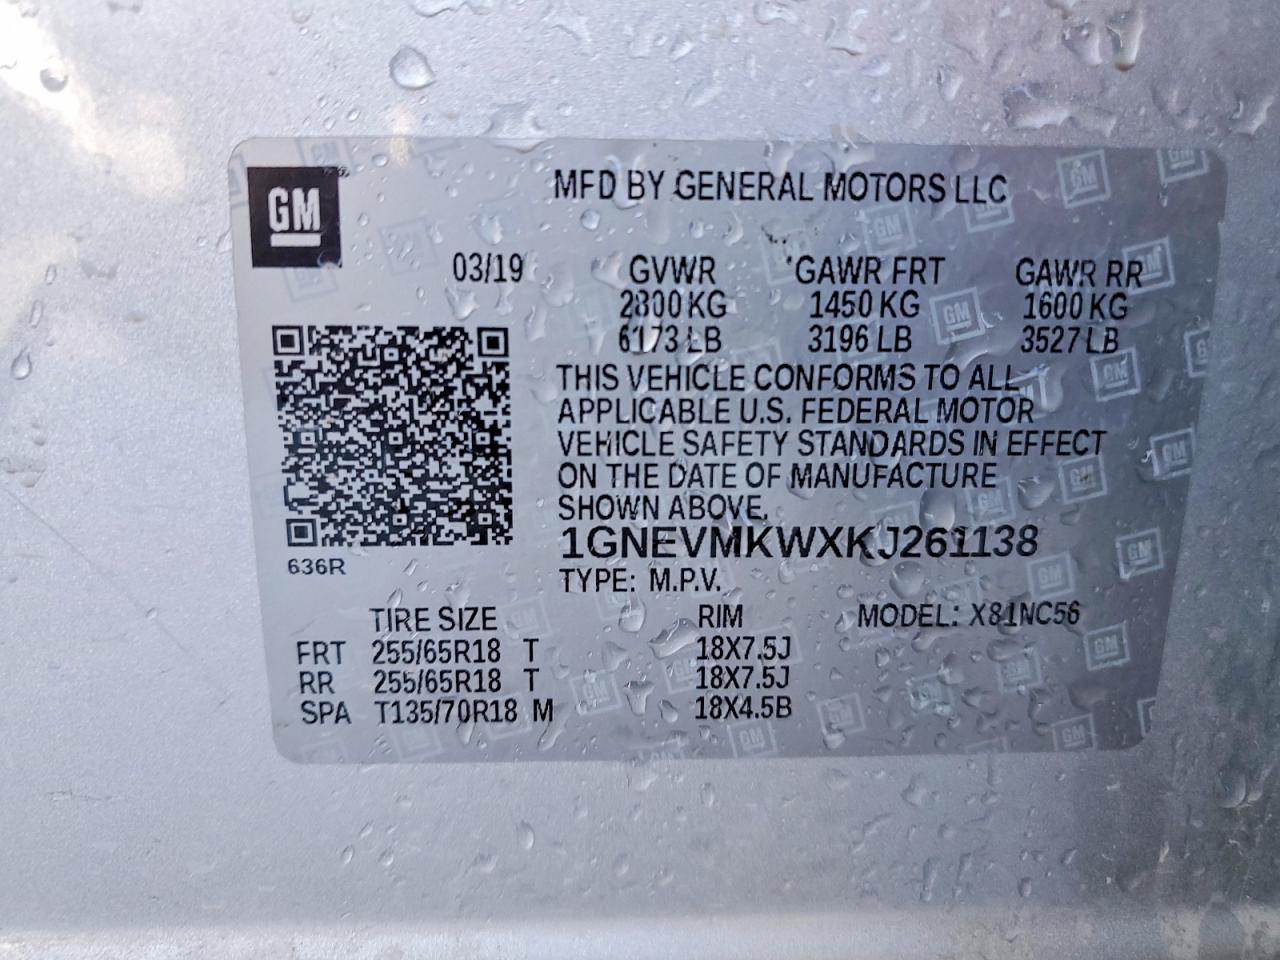 GM
MFD BY GENERAL MOTORS LLC
03/19 GVWR GAWR FRT GAWR RR
2800 KG 1450 KG 1600 KG
6173 LB 3196 LB 3527 LB
THIS VEHICLE CONFORMS TO ALL
APPLICABLE U.S. FEDERAL MOTOR
VEHICLE SAFETY STANDARDS IN EFFECT
ON THE DATE OF MANUFACTURE
SHOWN ABOVE.
1GNEVMKWXKJ261138
636R
TYPE: M.P.V.
TIRE SIZE RIM MODEL: X81NC56
FRT 255/65R18 T 18X7.5J
RR 255/65R18 T 18X7.5J
SPA T135/70R18 M 18X4.5B